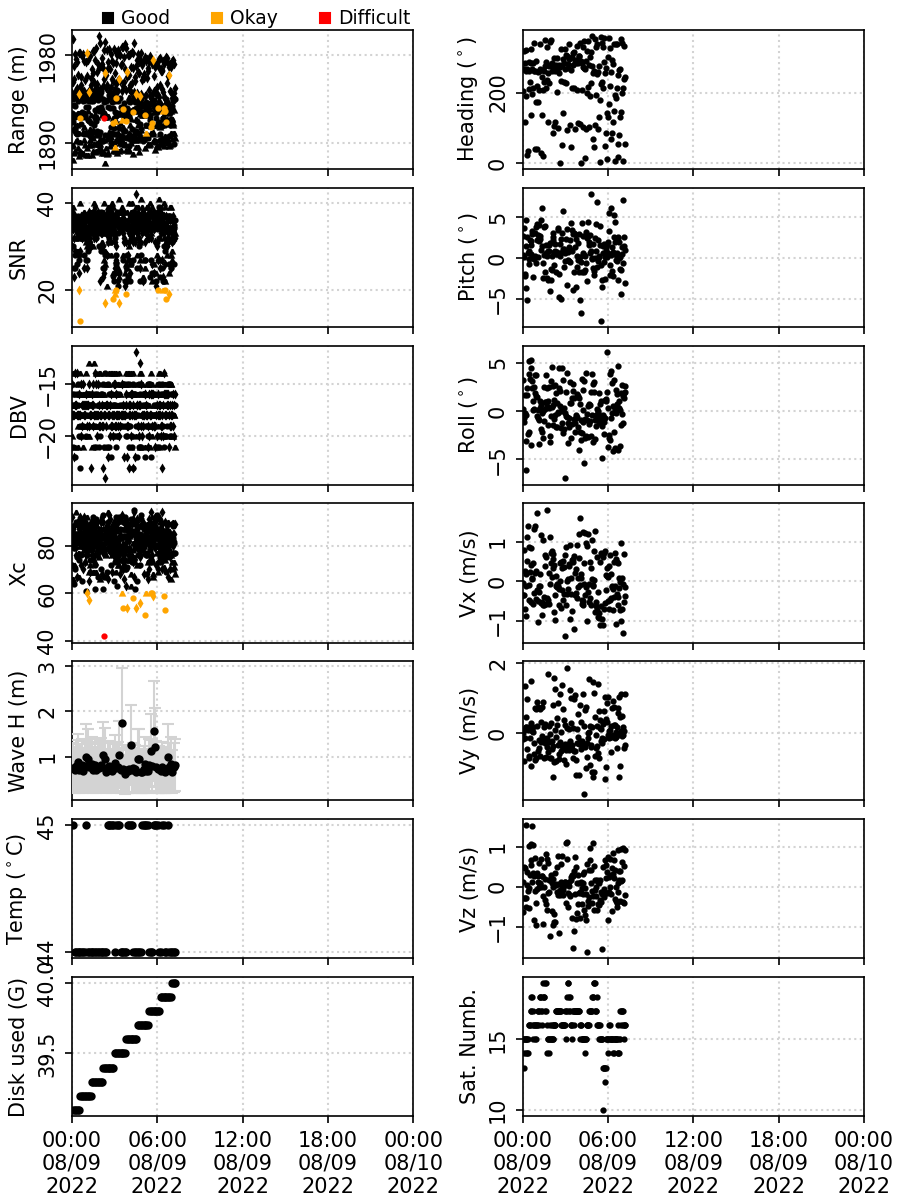 Good Okay Difficult
Range (m)
1980
1890
Heading (°)
200
0
SNR
40
20
Pitch (°)
5
0
−5
DBV
−15
−20
Roll (°)
5
0
−5
Xc
80
60
40
Vx (m/s)
1
0
−1
Wave H (m)
3
2
1
Vy (m/s)
2
0
Temp (°C)
45
44
Vz (m/s)
1
0
−1
Disk used (G)
40.0
39.5
Sat. Numb.
15
10
00:00 06:00 12:00 18:00 00:00
08/09 08/09 08/09 08/09 08/10
2022 2022 2022 2022 2022
00:00 06:00 12:00 18:00 00:00
08/09 08/09 08/09 08/09 08/10
2022 2022 2022 2022 2022